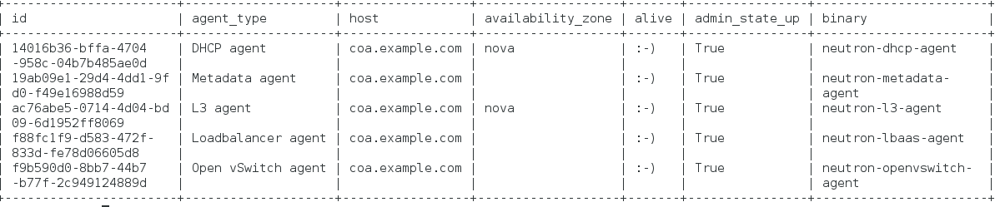 +------------------------+--------------------+------------------+-------------------+-------+----------------+------------------------+
| id | agent_type | host | availability_zone | alive | admin_state_up | binary |
+------------------------+--------------------+------------------+-------------------+-------+----------------+------------------------+
| 14016b36-bffa-4704 | DHCP agent | coa.example.com | nova | :-) | True | neutron-dhcp-agent |
| -958c-04b7b485ae0d | | | | | | |
| 19ab09e1-29d4-4dd1-9f | Metadata agent | coa.example.com | | :-) | True | neutron-metadata- |
| d0-f49e16988d59 | | | | | | agent |
| ac76abe5-0714-4d04-bd | L3 agent | coa.example.com | nova | :-) | True | neutron-l3-agent |
| 09-6d1952ff8069 | | | | | | |
| f88fc1f9-d583-472f- | Loadbalancer agent | coa.example.com | | :-) | True | neutron-lbaas-agent |
| 833d-fe78d06605d8 | | | | | | |
| f9b590d0-8bb7-44b7 | Open vSwitch agent | coa.example.com | | :-) | True | neutron-openvswitch- |
| -b77f-2c949124889d | | | | | | agent |
+------------------------+--------------------+------------------+-------------------+-------+----------------+------------------------+